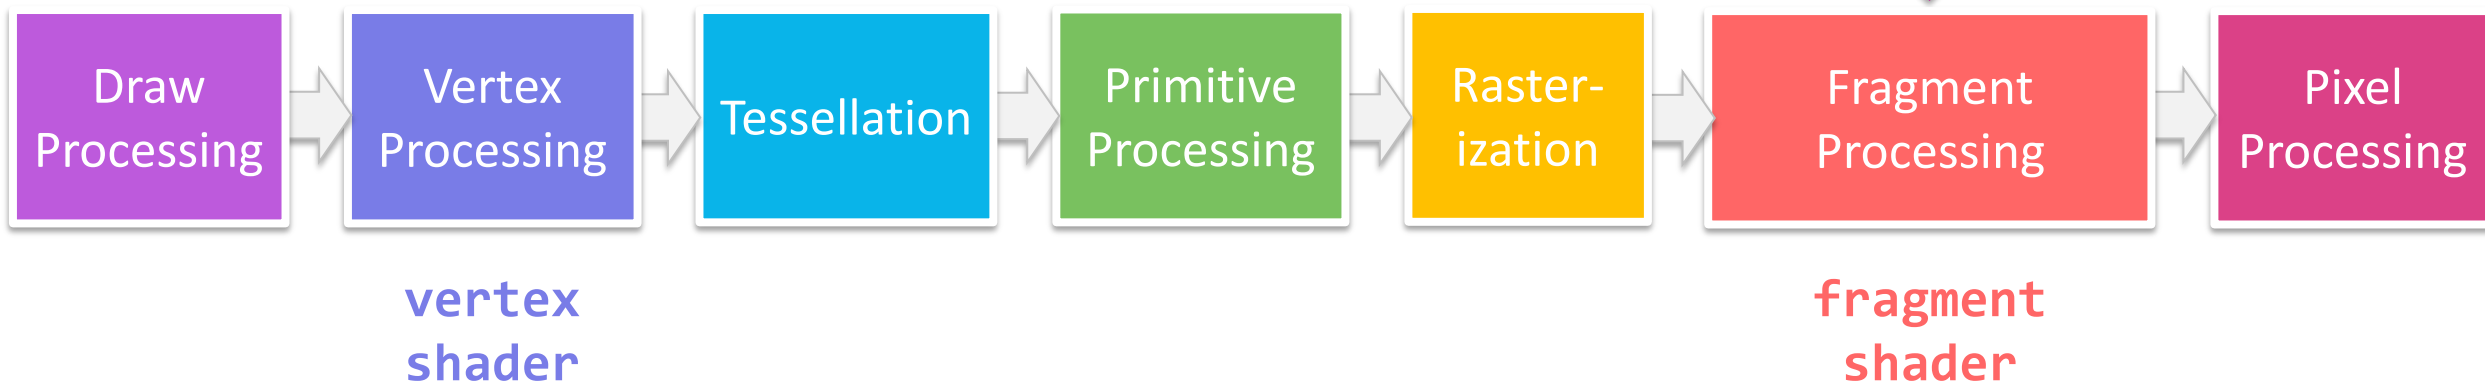 Draw
Processing
Vertex
Processing
Tessellation
Primitive
Processing
Raster-
ization
Fragment
Processing
Pixel
Processing
vertex
shader
fragment
shader